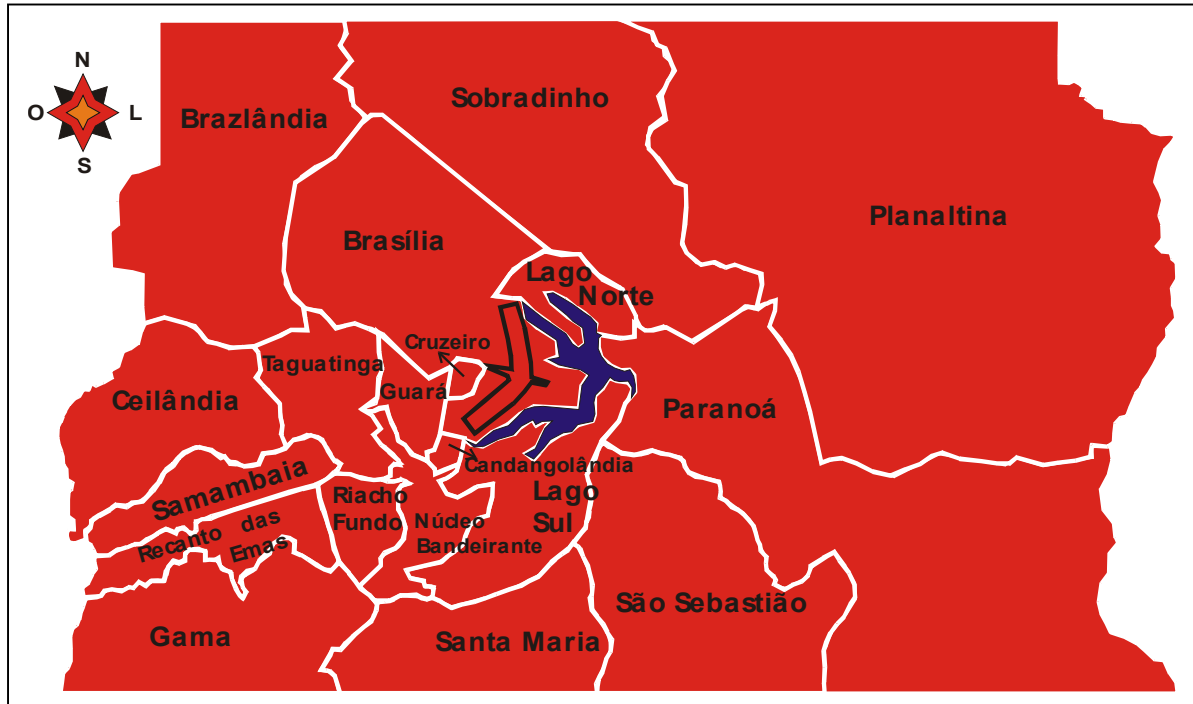 N
O
L
S
Brazlândia
Sobradinho
Planaltina
Brasília
Lago
Norte
Cruzeiro
Taguatinga
Guará
Ceilândia
Paranoá
Candangolândia
Samambaia
Lago
Sul
Riacho
Fundo
Núcleo
Bandeirante
Recanto das
Emas
São Sebastião
Gama
Santa Maria